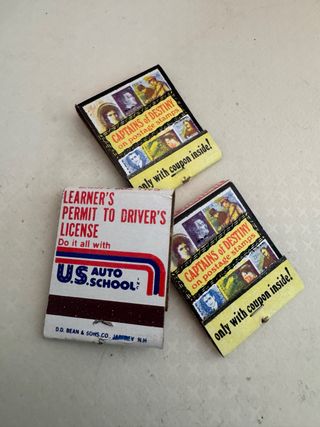 CAPTAINS of DESTINY
on postage stamps
only with coupon inside!
LEARNER'S
PERMIT TO DRIVER'S
LICENSE
Do it all with
U.S. AUTO
SCHOOL
D.D. BEAN & SONS, CO. JAFFREY N.H
CAPTAINS of DESTINY
on postage stamps
only with coupon inside!